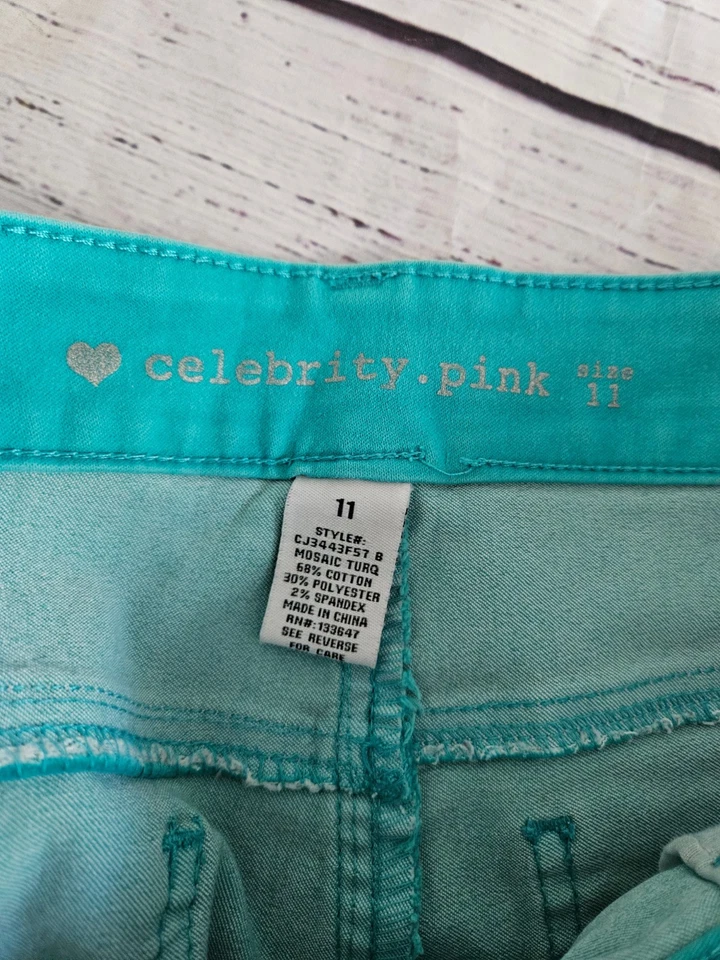 celebrity.pink size
11
11
STYLE#:
CJ3443F57 B
MOSAIC TURQ
68% COTTON
30% POLYESTER
2% SPANDEX
MADE IN CHINA
RN#:133647
SEE REVERSE
FOR CARE